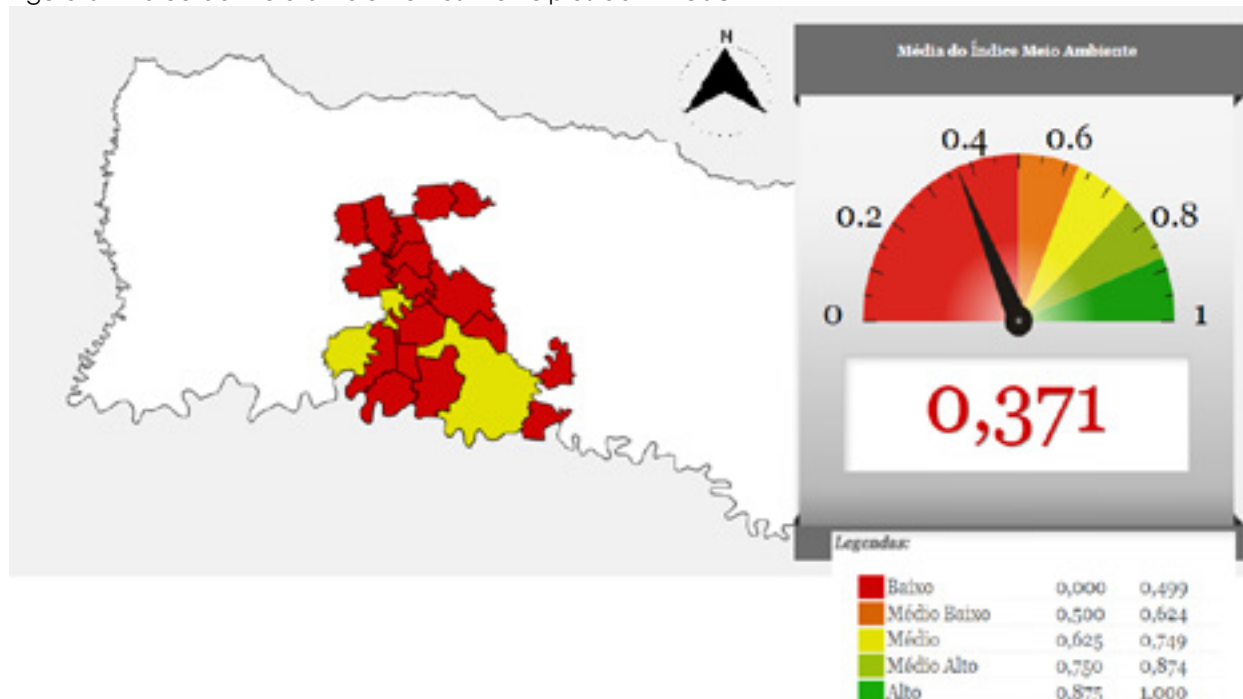 N
Média do Índice Meio Ambiente
0.4 0.6
0.2 0.8
0 1
0,371
Legendas:
Baixo 0,000 0,499
Médio Baixo 0,500 0,624
Médio 0,625 0,749
Médio Alto 0,750 0,874
Alto 0,875 1,000